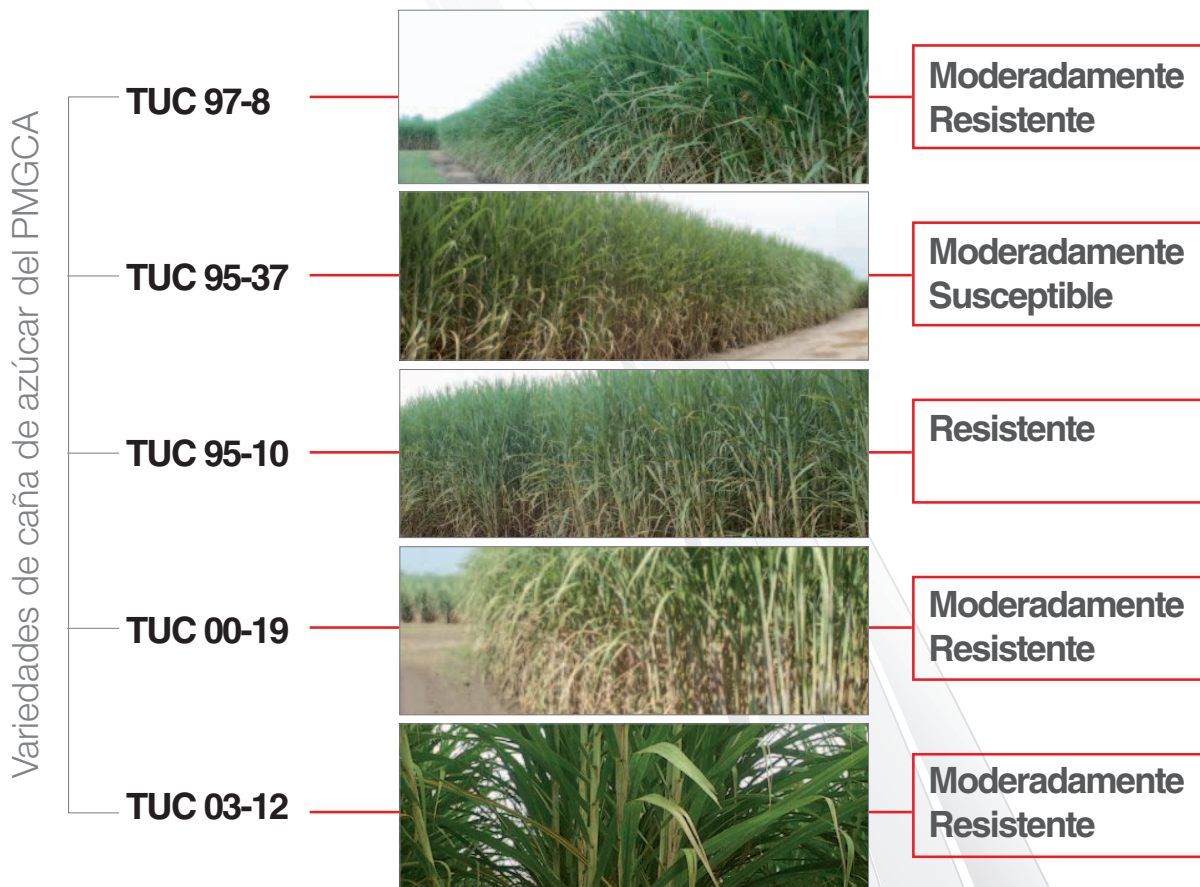 Variedades de caña de azúcar del PMGCA
TUC 97-8
Moderadamente
Resistente
TUC 95-37
Moderadamente
Susceptible
TUC 95-10
Resistente
TUC 00-19
Moderadamente
Resistente
TUC 03-12
Moderadamente
Resistente